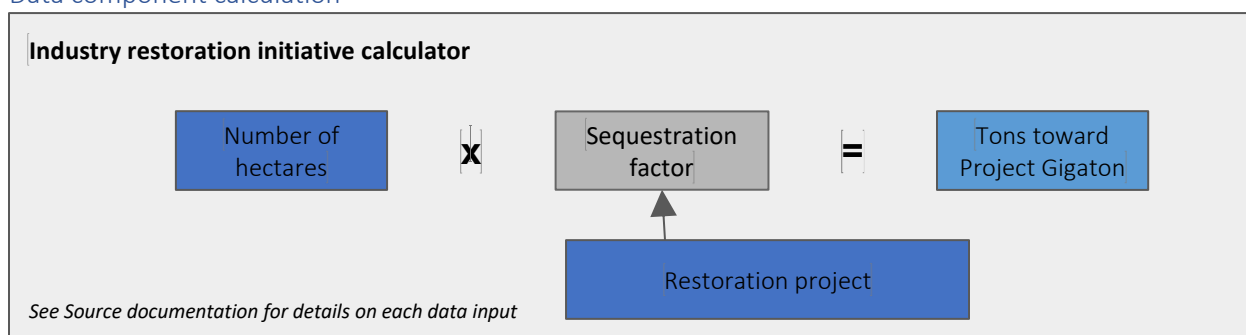 Data component calculation
Industry restoration initiative calculator
Number of
hectares
x
Sequestration
factor
=
Tons toward
Project Gigaton
Restoration project
See Source documentation for details on each data input